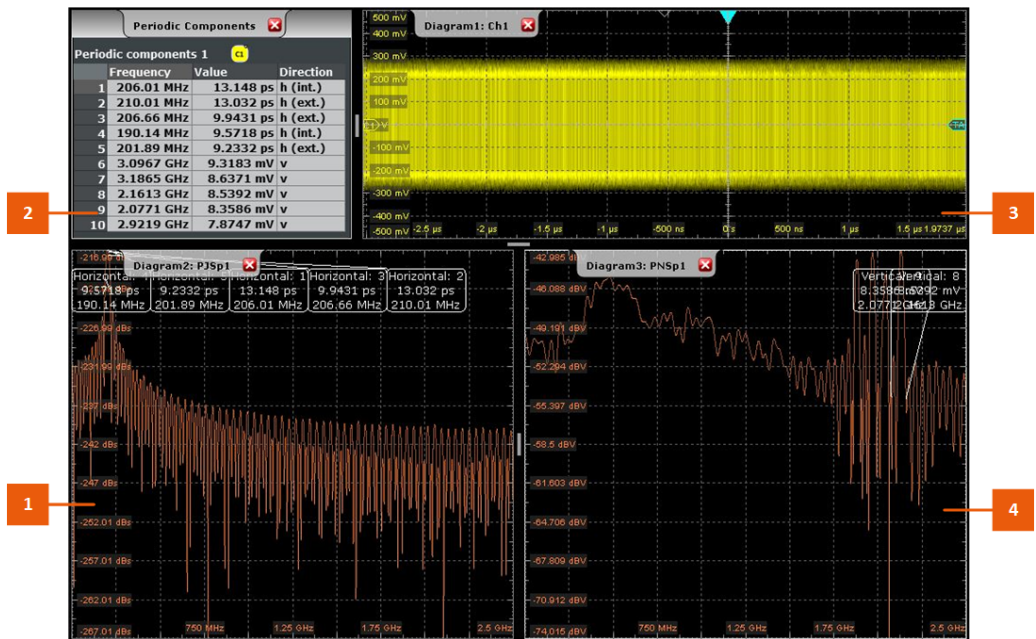 Periodic Components
Periodic components 1 C1
Frequency Value Direction
1 206.01 MHz 13.148 ps h (int.)
2 210.01 MHz 13.032 ps h (ext.)
3 206.66 MHz 9.9431 ps h (ext.)
4 190.14 MHz 9.5718 ps h (int.)
5 201.89 MHz 9.2332 ps h (ext.)
6 3.0967 GHz 9.3183 mV v
7 3.1865 GHz 8.6371 mV v
8 2.1613 GHz 8.5392 mV v
9 2.0771 GHz 8.3586 mV v
10 2.9219 GHz 7.8747 mV v
2
Diagram1: Ch1
500 mV
400 mV
300 mV
200 mV
100 mV
V
TA
-100 mV
-200 mV
-300 mV
-400 mV
-500 mV
-2.5 µs -2 µs -1.5 µs -1 µs -500 ns 0 s 500 ns 1 µs 1.5 µs 1.9737 µs
3
Diagram2: PJSp1
Horizontal: 1 Horizontal: Horizontal: 2
9.5718 ps 9.2332 ps 13.148 ps 9.9431 ps 13.032 ps
190.14 MHz 201.89 MHz 206.01 MHz 206.66 MHz 210.01 MHz
-216.99
-226.99 dBs
-231.99 dBs
-237 dBs
-242 dBs
-247 dBs
-252.01 dBs
-257.01 dBs
-262.01 dBs
-267.01 dBs
750 MHz 1.25 GHz 1.75 GHz 2.5 GHz
1
Diagram3: PNSp1
Vertical: 8
8.3586
2.0771
-42.985 dBV
-46.088 dBV
-49.191 dBV
-52.294 dBV
-55.397 dBV
-58.5 dBV
-61.603 dBV
-64.706 dBV
-67.809 dBV
-70.912 dBV
-74.015 dBV
750 MHz 1.25 GHz 1.75 GHz 2.5 GHz
4